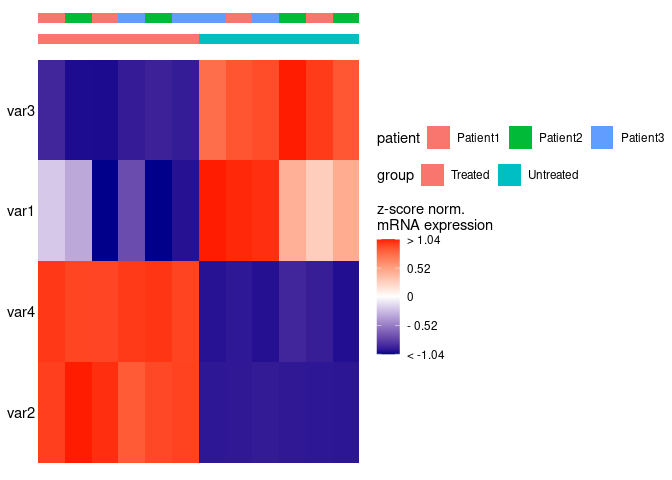 var3
var1
var4
var2
patient Patient1 Patient2 Patient3
group Treated Untreated
z-score norm.
mRNA expression
> 1.04
0.52
0
- 0.52
< -1.04